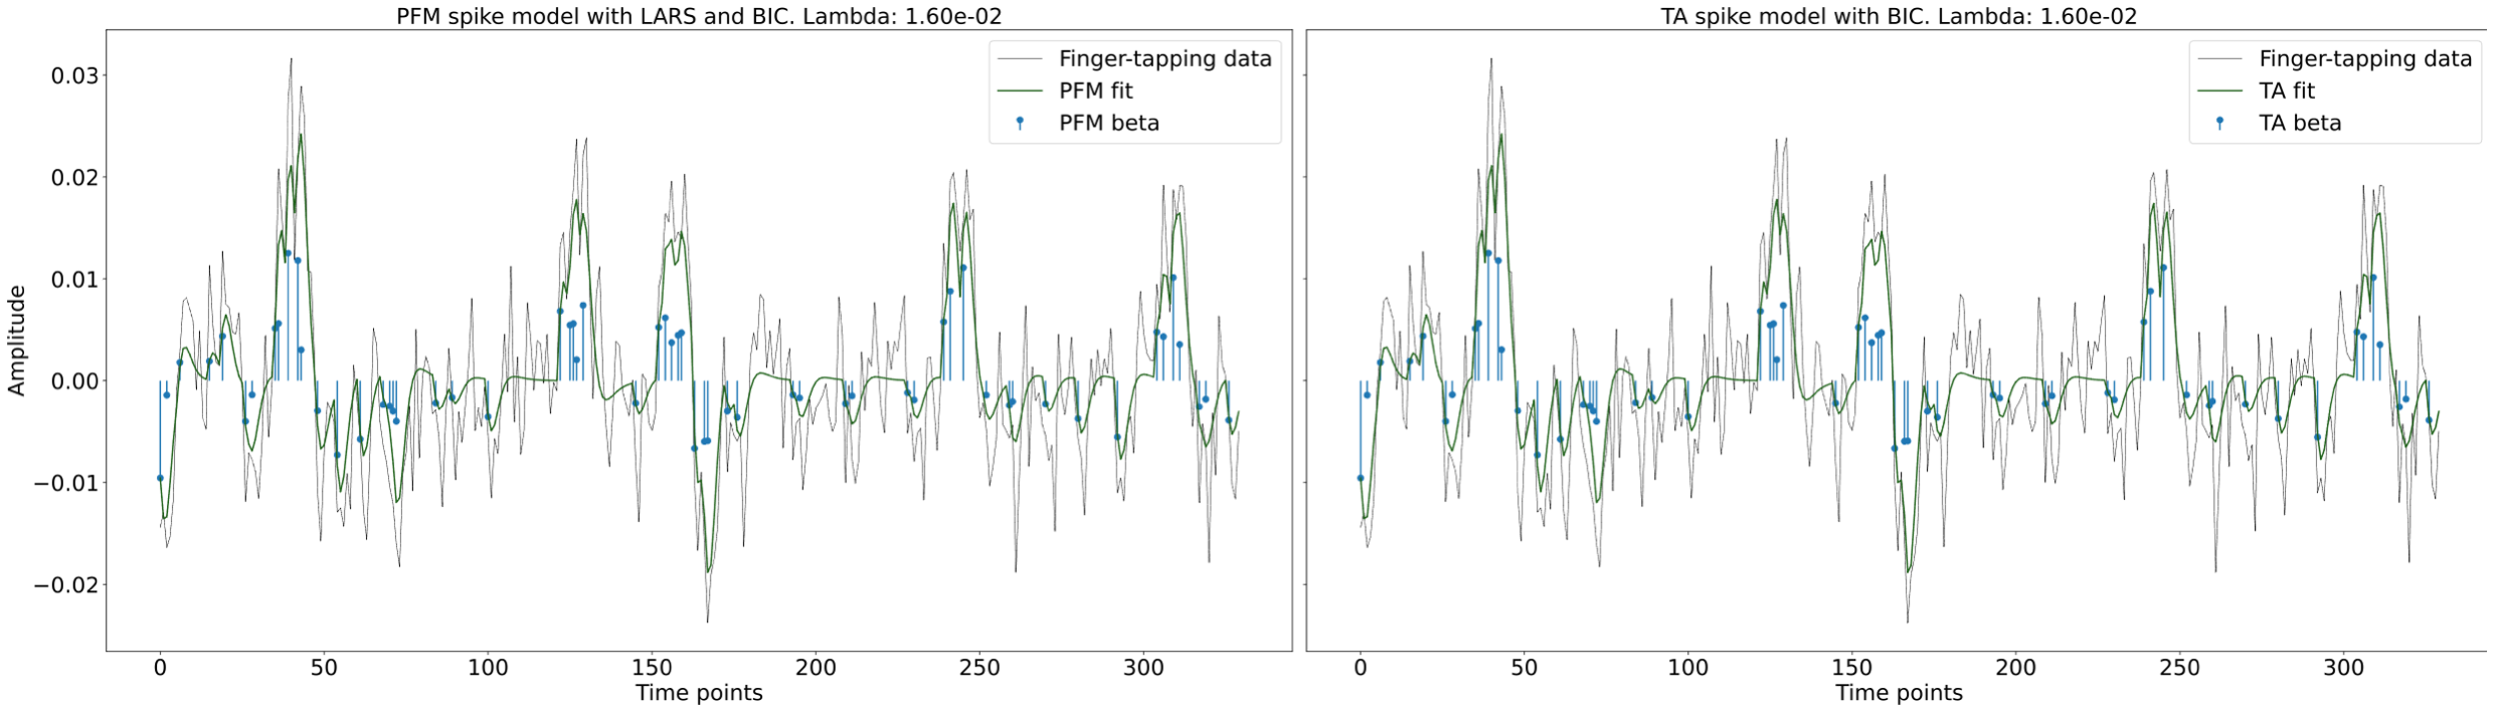 PFM spike model with LARS and BIC. Lambda: 1.60e-02
Finger-tapping data
PFM fit
PFM beta
0.03
0.02
0.01
0.00
−0.01
−0.02
Amplitude
0 50 100 150 200 250 300
Time points
TA spike model with BIC. Lambda: 1.60e-02
Finger-tapping data
TA fit
TA beta
0 50 100 150 200 250 300
Time points